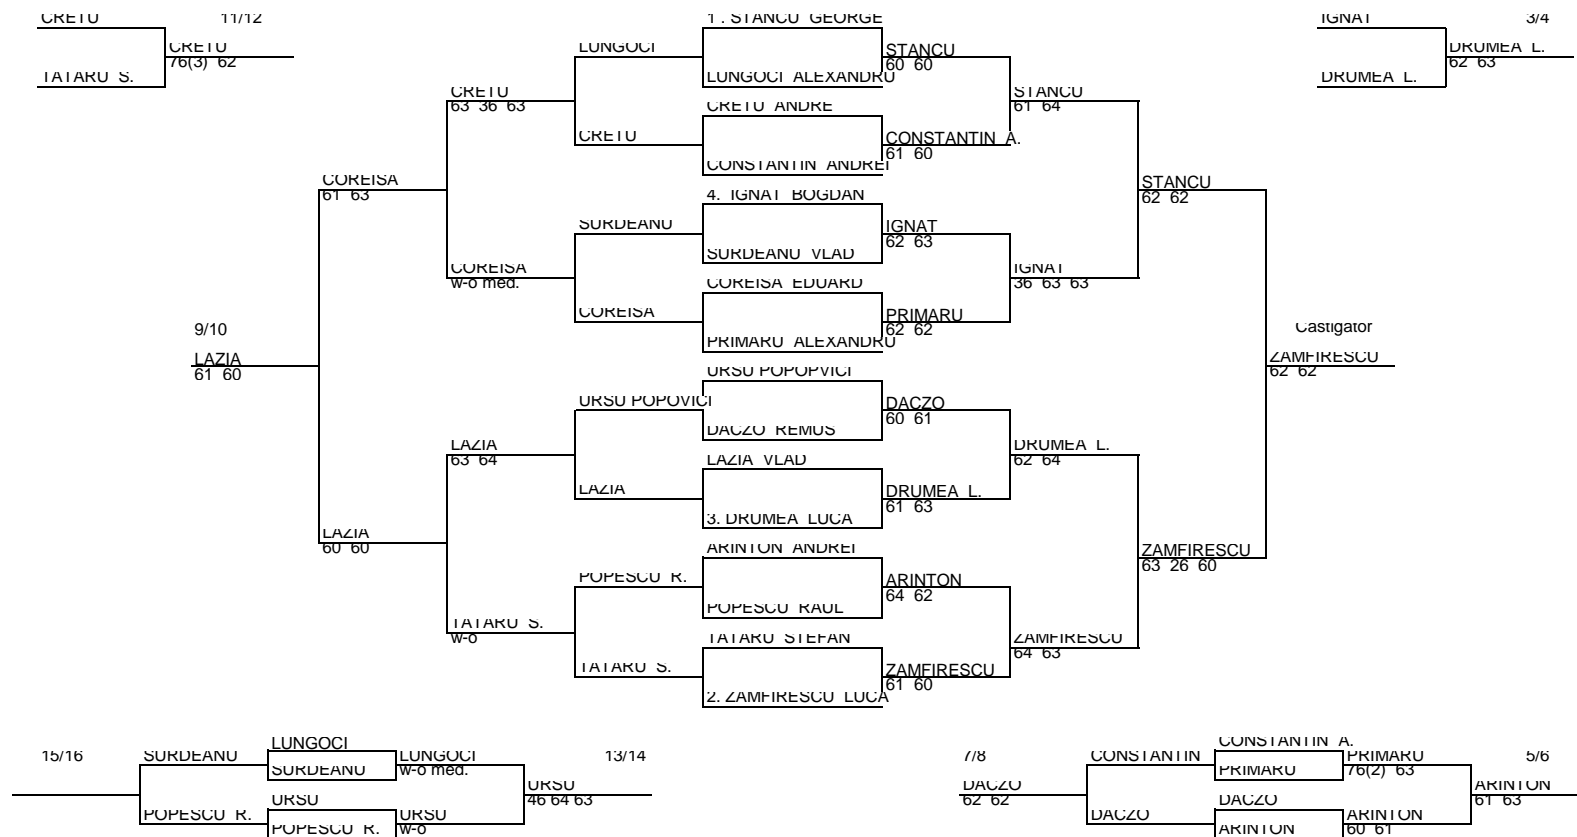 CRETU 11/12
CRETU
76(3) 62
TATARU S.
IGNAT 3/4
DRUMEA L.
62 63
DRUMEA L.
1 . STANCU GEORGE
LUNGOCI
STANCU
60 60
LUNGOCI ALEXANDRU
CRETU
63 36 63
STANCU
61 64
CRETU ANDRE
CRETU
CONSTANTIN A.
61 60
CONSTANTIN ANDREI
COREISA
61 63
STANCU
62 62
4. IGNAT BOGDAN
SURDEANU
IGNAT
62 63
SURDEANU VLAD
COREISA
w-o med.
IGNAT
36 63 63
COREISA EDUARD
COREISA
PRIMARU
62 62
PRIMARU ALEXANDRU
9/10
LAZIA
61 60
Castigator
ZAMFIRESCU
62 62
URSU POPOPVICI
URSU POPOVICI
DACZO
60 61
DACZO REMUS
LAZIA
63 64
DRUMEA L.
62 64
LAZIA VLAD
LAZIA
DRUMEA L.
61 63
3. DRUMEA LUCA
LAZIA
60 60
ZAMFIRESCU
63 26 60
ARINTON ANDREI
POPESCU R.
ARINTON
64 62
POPESCU RAUL
TATARU S.
w-o
ZAMFIRESCU
64 63
TATARU STEFAN
TATARU S.
ZAMFIRESCU
61 60
2. ZAMFIRESCU LUCA
15/16 SURDEANU LUNGOCI LUNGOCI 13/14
SURDEANU w-o med.
URSU
46 64 63
URSU
POPESCU R. URSU
POPESCU R. w-o
7/8 CONSTANTIN CONSTANTIN A. PRIMARU 5/6
PRIMARU 76(2) 63
DACZO
62 62
ARINTON
61 63
DACZO
DACZO ARINTON
ARINTON 60 61